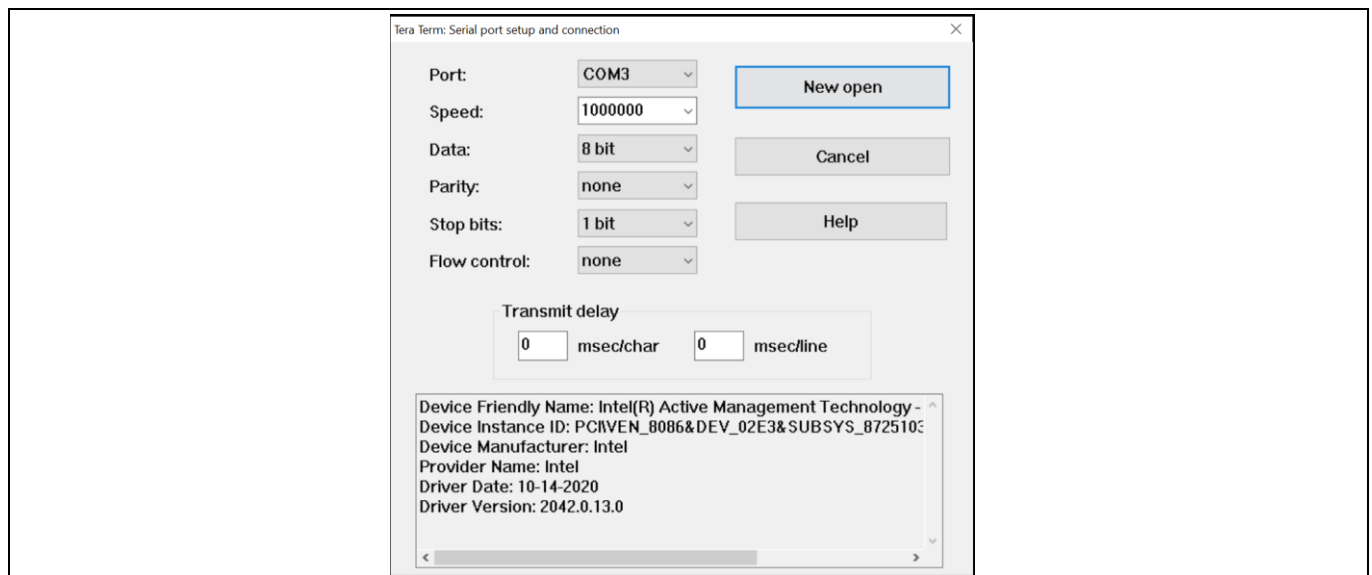 Tera Term: Serial port setup and connection
Port: COM3 New open
Speed: 1000000
Data: 8 bit Cancel
Parity: none
Stop bits: 1 bit Help
Flow control: none
Transmit delay
0 msec/char 0 msec/line
Device Friendly Name: Intel(R) Active Management Technology -
Device Instance ID: PCI\VEN_8086&DEV_02E3&SUBSYS_8725103
Device Manufacturer: Intel
Provider Name: Intel
Driver Date: 10-14-2020
Driver Version: 2042.0.13.0